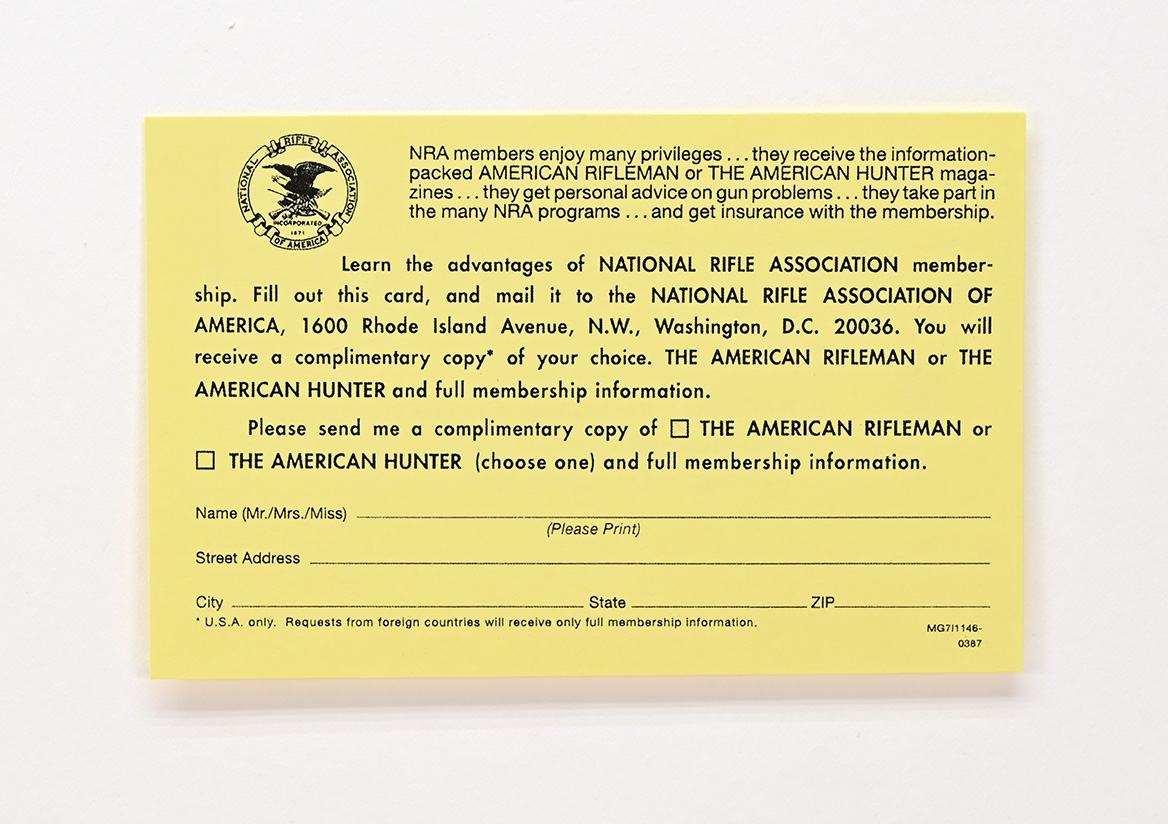 NATIONAL RIFLE ASSOCIATION
INCORPORATED
1871
OF AMERICA
NRA members enjoy many privileges . . . they receive the information-
packed AMERICAN RIFLEMAN or THE AMERICAN HUNTER maga-
zines . . . they get personal advice on gun problems . . . they take part in
the many NRA programs . . . and get insurance with the membership.
Learn the advantages of NATIONAL RIFLE ASSOCIATION member-
ship. Fill out this card, and mail it to the NATIONAL RIFLE ASSOCIATION OF
AMERICA, 1600 Rhode Island Avenue, N.W., Washington, D.C. 20036. You will
receive a complimentary copy* of your choice. THE AMERICAN RIFLEMAN or THE
AMERICAN HUNTER and full membership information.
Please send me a complimentary copy of ☐ THE AMERICAN RIFLEMAN or
☐ THE AMERICAN HUNTER (choose one) and full membership information.
Name (Mr./Mrs./Miss)
(Please Print)
Street Address
City State ZIP
* U.S.A. only. Requests from foreign countries will receive only full membership information.
MG7I1146-
0387